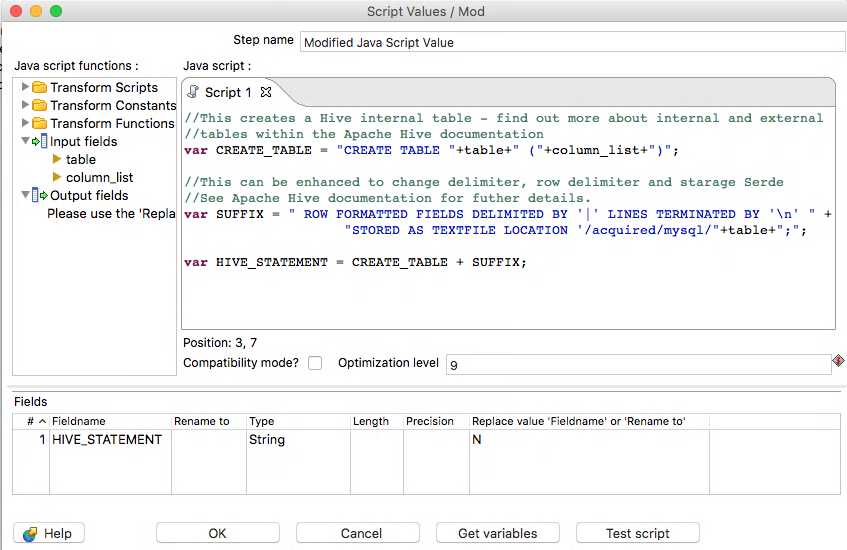 Script Values / Mod
Step name Modified Java Script Value
Java script functions :
Transform Scripts
Transform Constants
Transform Functions
Input fields
table
column_list
Output fields
Please use the 'Repla
Java script :
Script 1
//This creates a Hive internal table - find out more about internal and external
//tables within the Apache Hive documentation
var CREATE_TABLE = "CREATE TABLE "+table+" ("+column_list+")";
//This can be enhanced to change delimiter, row delimiter and starage Serde
//See Apache Hive documentation for futher details.
var SUFFIX = " ROW FORMATTED FIELDS DELIMITED BY '|' LINES TERMINATED BY '\n' " +
"STORED AS TEXTFILE LOCATION '/acquired/mysql/"+table+";";
var HIVE_STATEMENT = CREATE_TABLE + SUFFIX;
Position: 3, 7
Compatibility mode? Optimization level 9
Fields
# Fieldname Rename to Type Length Precision Replace value 'Fieldname' or 'Rename to'
1 HIVE_STATEMENT String N
Help OK Cancel Get variables Test script